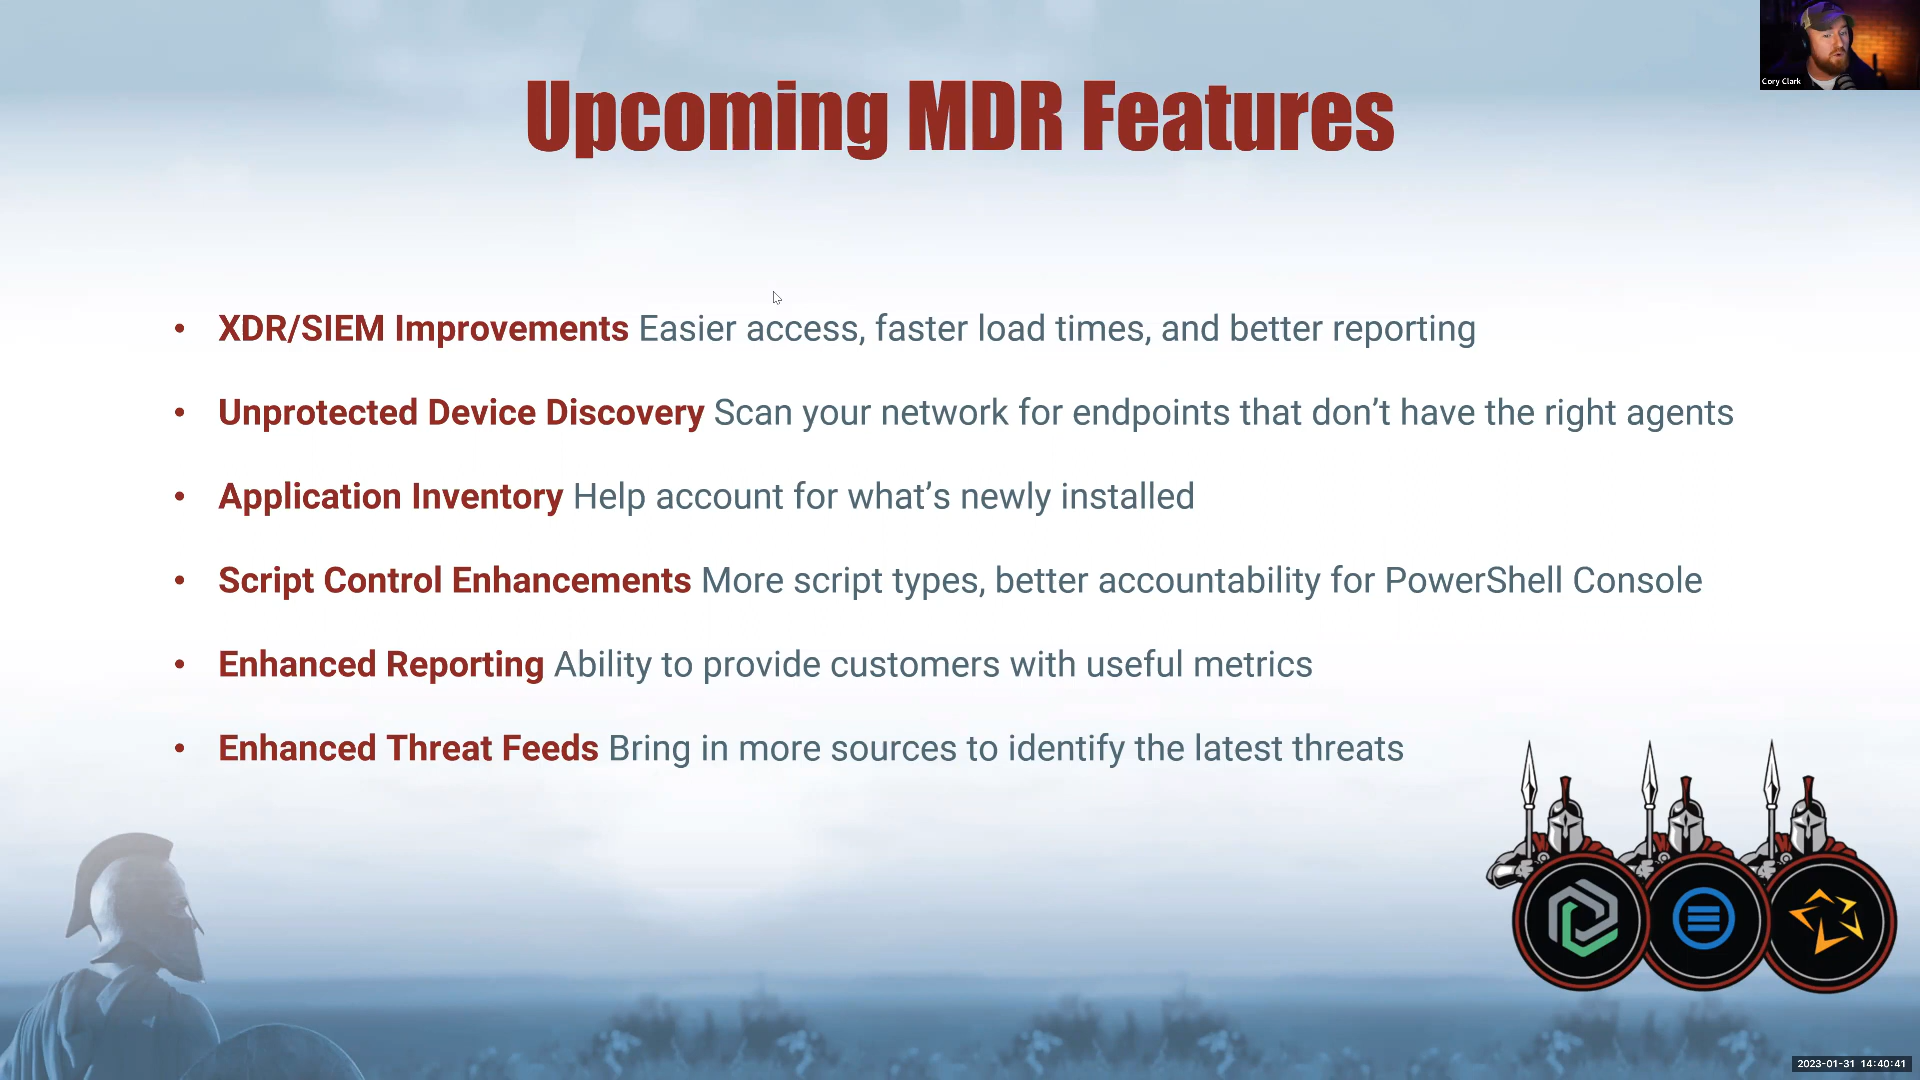 Upcoming MDR Features
Cory Clark
• XDR/SIEM Improvements Easier access, faster load times, and better reporting
• Unprotected Device Discovery Scan your network for endpoints that don’t have the right agents
• Application Inventory Help account for what’s newly installed
• Script Control Enhancements More script types, better accountability for PowerShell Console
• Enhanced Reporting Ability to provide customers with useful metrics
• Enhanced Threat Feeds Bring in more sources to identify the latest threats
2023-01-31 14:40:41